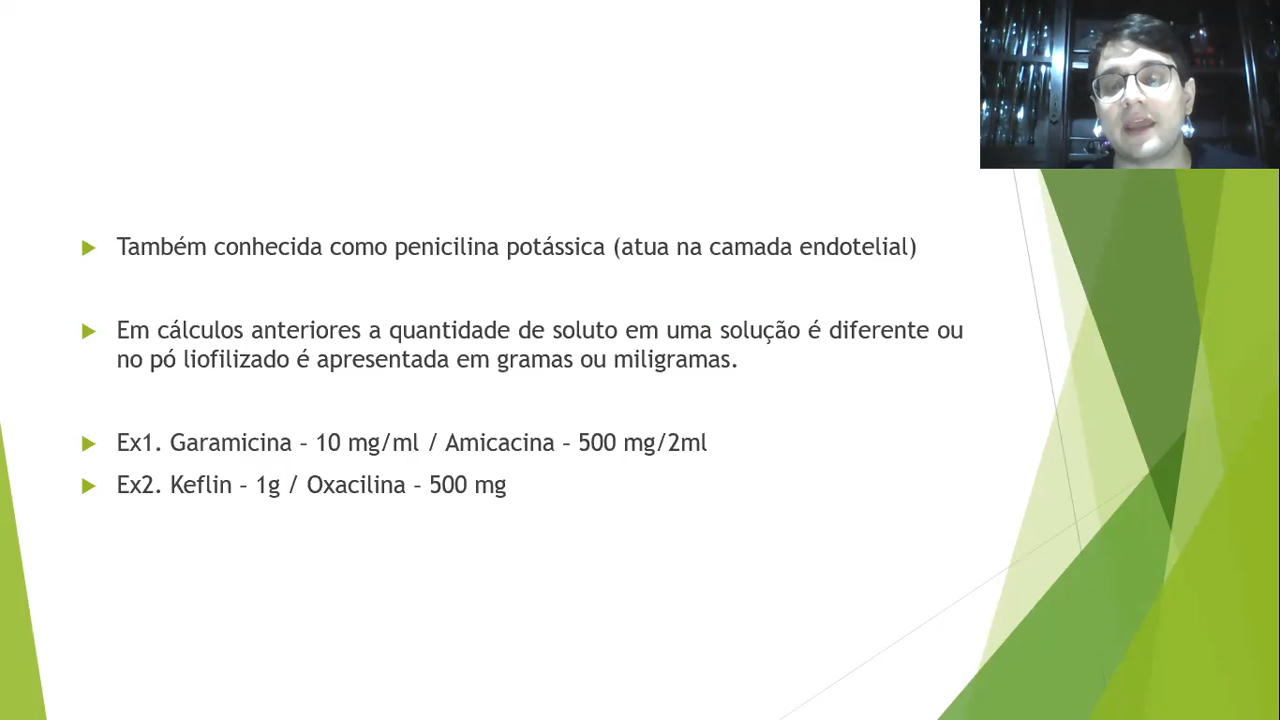 Também conhecida como penicilina potássica (atua na camada endotelial)
Em cálculos anteriores a quantidade de soluto em uma solução é diferente ou
no pó liofilizado é apresentada em gramas ou miligramas.
Ex1. Garamicina – 10 mg/ml / Amicacina – 500 mg/2ml
Ex2. Keflin – 1g / Oxacilina – 500 mg